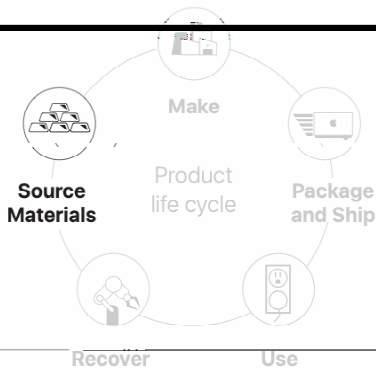 Make
Product
life cycle
Source
Materials
Package
and Ship
Recover
Use